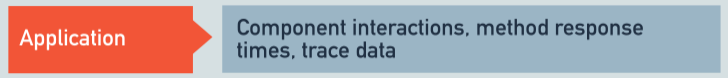 Application
Component interactions, method response
times, trace data